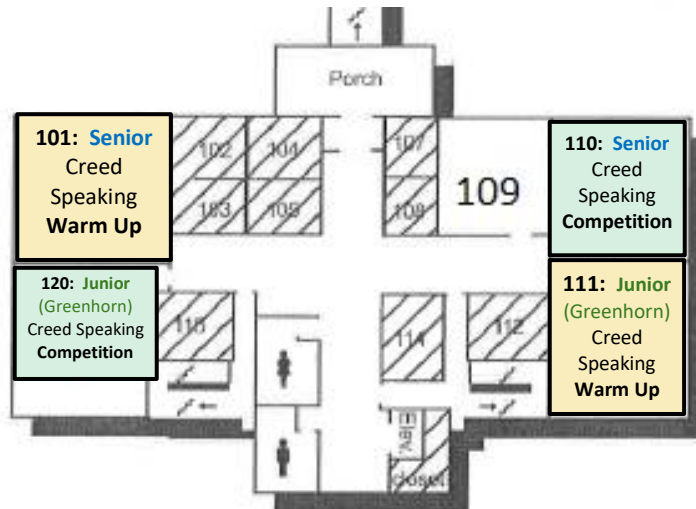 Porch
101: Senior
Creed
Speaking
Warm Up
102
104
107
103
105
108
109
110: Senior
Creed
Speaking
Competition
120: Junior
(Greenhorn)
Creed Speaking
Competition
114
112
111: Junior
(Greenhorn)
Creed
Speaking
Warm Up
Elev.
closet